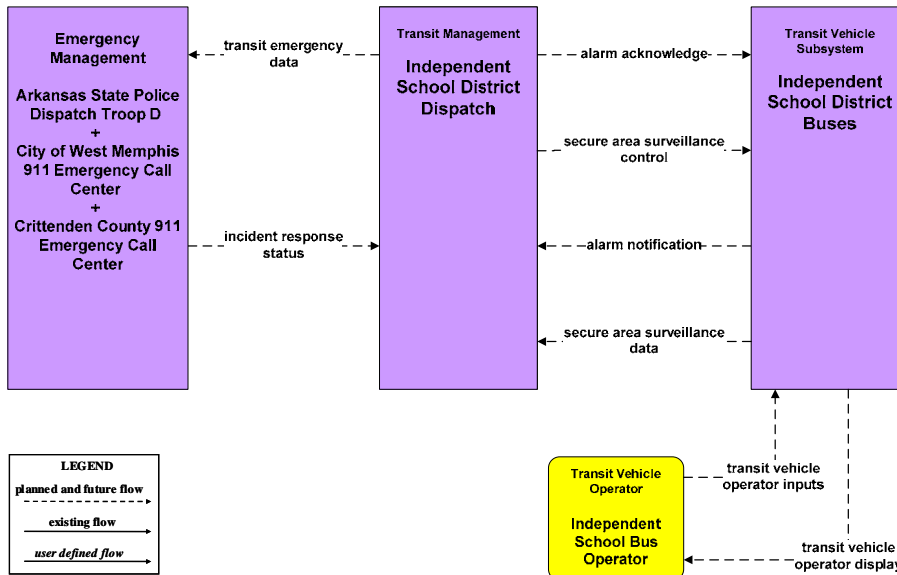 Emergency
Management
Arkansas State Police
Dispatch Troop D
+
City of West Memphis
911 Emergency Call
Center
+
Crittenden County 911
Emergency Call
Center
transit emergency
data
incident response
status
Transit Management
Independent
School District
Dispatch
alarm acknowledge
secure area surveillance
control
alarm notification
secure area surveillance
data
Transit Vehicle
Subsystem
Independent
School District
Buses
LEGEND
planned and future flow
existing flow
user defined flow
Transit Vehicle
Operator
Independent
School Bus
Operator
transit vehicle
operator inputs
transit vehicle
operator display